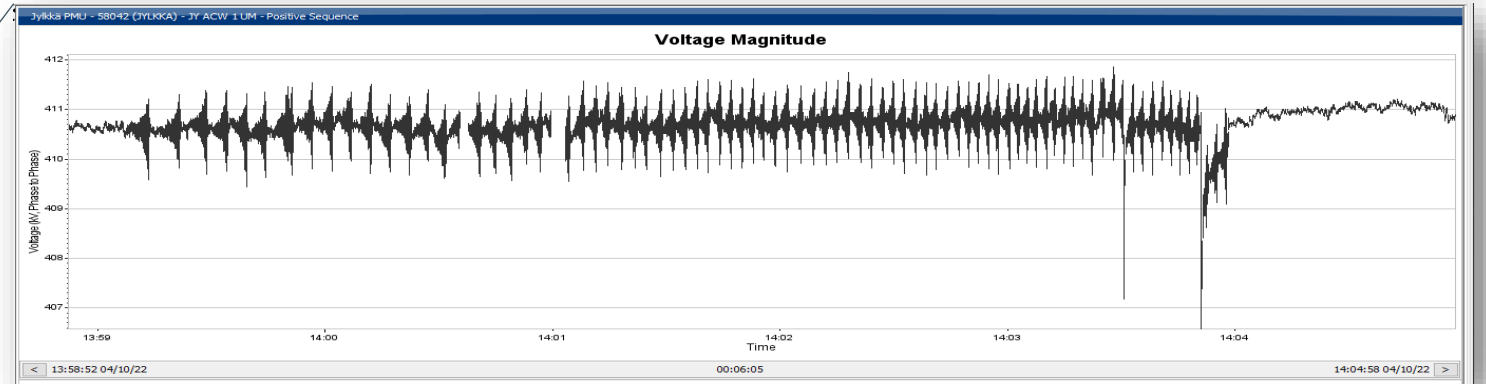 Jylkkä PMU - 58042 (JYLKKA) - JY ACW 1 UM - Positive Sequence
Voltage Magnitude
412
411
410
409
408
407
Voltage (kV, Phase to Phase)
13:59 14:00 14:01 14:02 14:03 14:04
Time
< 13:58:52 04/10/22 00:06:05 14:04:58 04/10/22 >